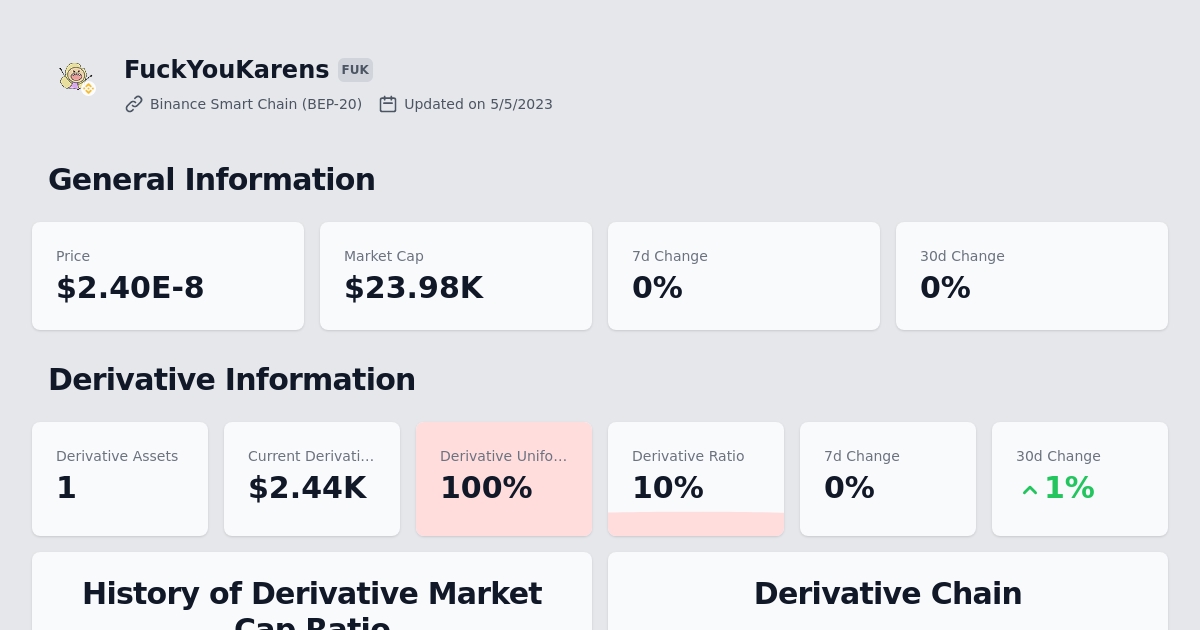 FuckYouKarens FUK
Binance Smart Chain (BEP-20) Updated on 5/5/2023
General Information
Price
$2.40E-8
Market Cap
$23.98K
7d Change
0%
30d Change
0%
Derivative Information
Derivative Assets
1
Current Derivati...
$2.44K
Derivative Unifo...
100%
Derivative Ratio
10%
7d Change
0%
30d Change
1%
History of Derivative Market
Cap Ratio
Derivative Chain